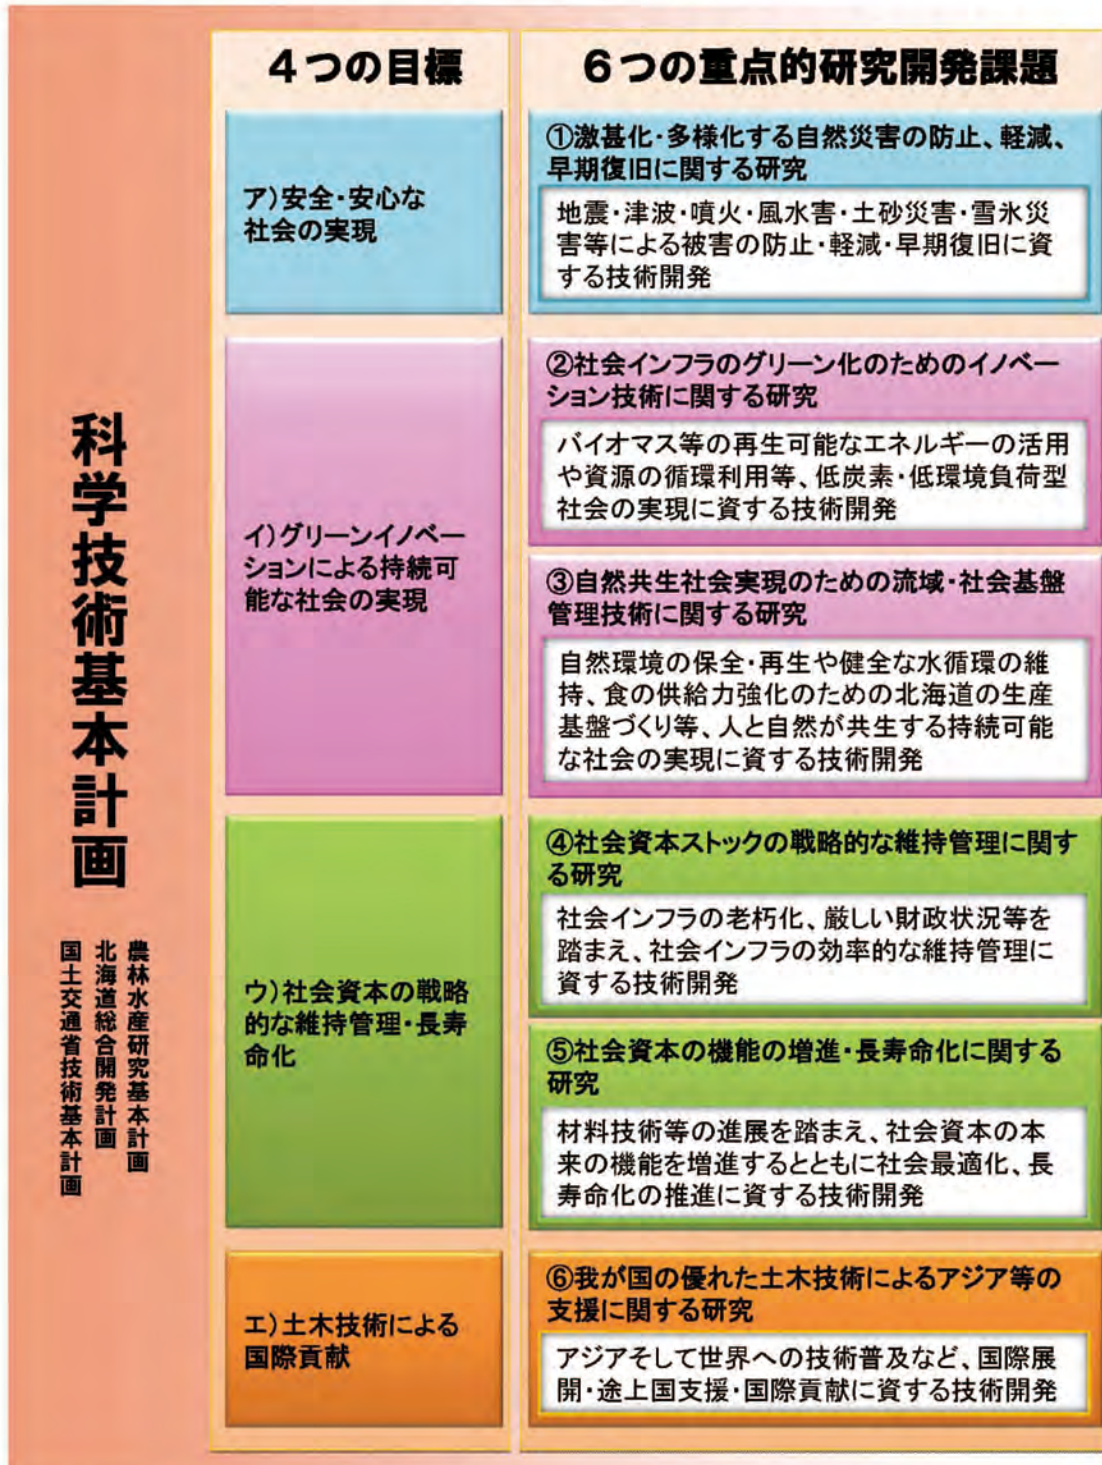 科学技術基本計画
農林水産研究基本計画
北海道総合開発計画
国土交通省技術基本計画
4つの目標
6つの重点的研究開発課題
ア)安全・安心な
社会の実現
①激甚化・多様化する自然災害の防止、軽減、
早期復旧に関する研究
地震・津波・噴火・風水害・土砂災害・雪氷災
害等による被害の防止・軽減・早期復旧に資
する技術開発
イ)グリーンイノベー
ションによる持続可
能な社会の実現
②社会インフラのグリーン化のためのイノベー
ション技術に関する研究
バイオマス等の再生可能なエネルギーの活用
や資源の循環利用等、低炭素・低環境負荷型
社会の実現に資する技術開発
③自然共生社会実現のための流域・社会基盤
管理技術に関する研究
自然環境の保全・再生や健全な水循環の維
持、食の供給力強化のための北海道の生産
基盤づくり等、人と自然が共生する持続可能
な社会の実現に資する技術開発
ウ)社会資本の戦略
的な維持管理・長寿
命化
④社会資本ストックの戦略的な維持管理に関す
る研究
社会インフラの老朽化、厳しい財政状況等を
踏まえ、社会インフラの効率的な維持管理に
資する技術開発
⑤社会資本の機能の増進・長寿命化に関する
研究
材料技術等の進展を踏まえ、社会資本の本
来の機能を増進するとともに社会最適化、長
寿命化の推進に資する技術開発
エ)土木技術による
国際貢献
⑥我が国の優れた土木技術によるアジア等の
支援に関する研究
アジアそして世界への技術普及など、国際展
開・途上国支援・国際貢献に資する技術開発